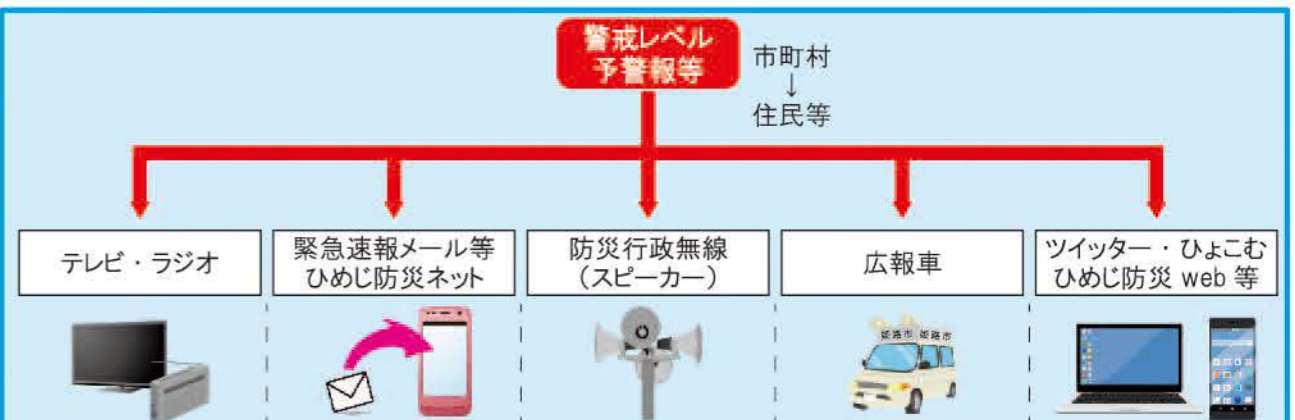 警戒レベル
予警報等
市町村
↓
住民等
テレビ・ラジオ
緊急速報メール等
ひめじ防災ネット
防災行政無線
（スピーカー）
広報車
ツイッター・ひょこむ
ひめじ防災 web 等
姫路市 姫路市